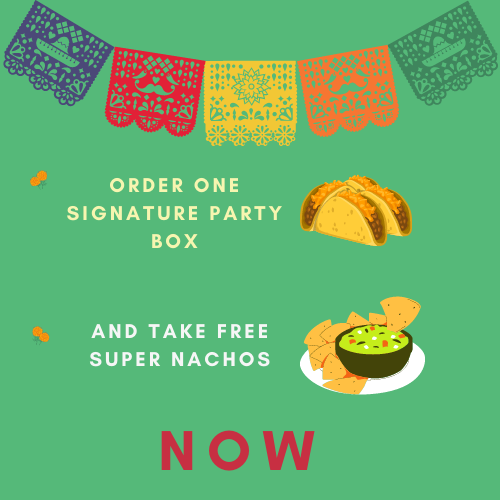 ORDER ONE
SIGNATURE PARTY
BOX
AND TAKE FREE
SUPER NACHOS
NOW